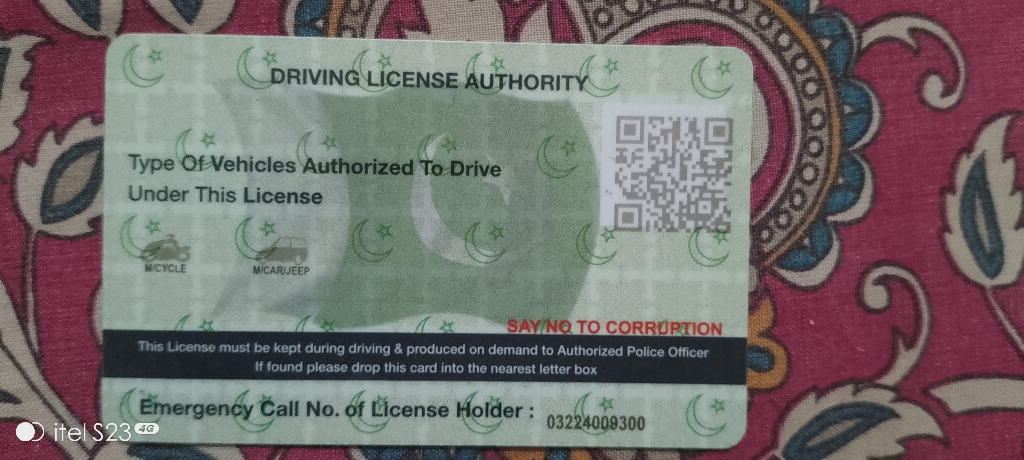 DRIVING LICENSE AUTHORITY
Type Of Vehicles Authorized To Drive
Under This License
M/CYCLE
M/CAR/JEEP
SAY NO TO CORRUPTION
This License must be kept during driving & produced on demand to Authorized Police Officer
If found please drop this card into the nearest letter box
Emergency Call No. of License Holder : 03224009300
itel S23 4G